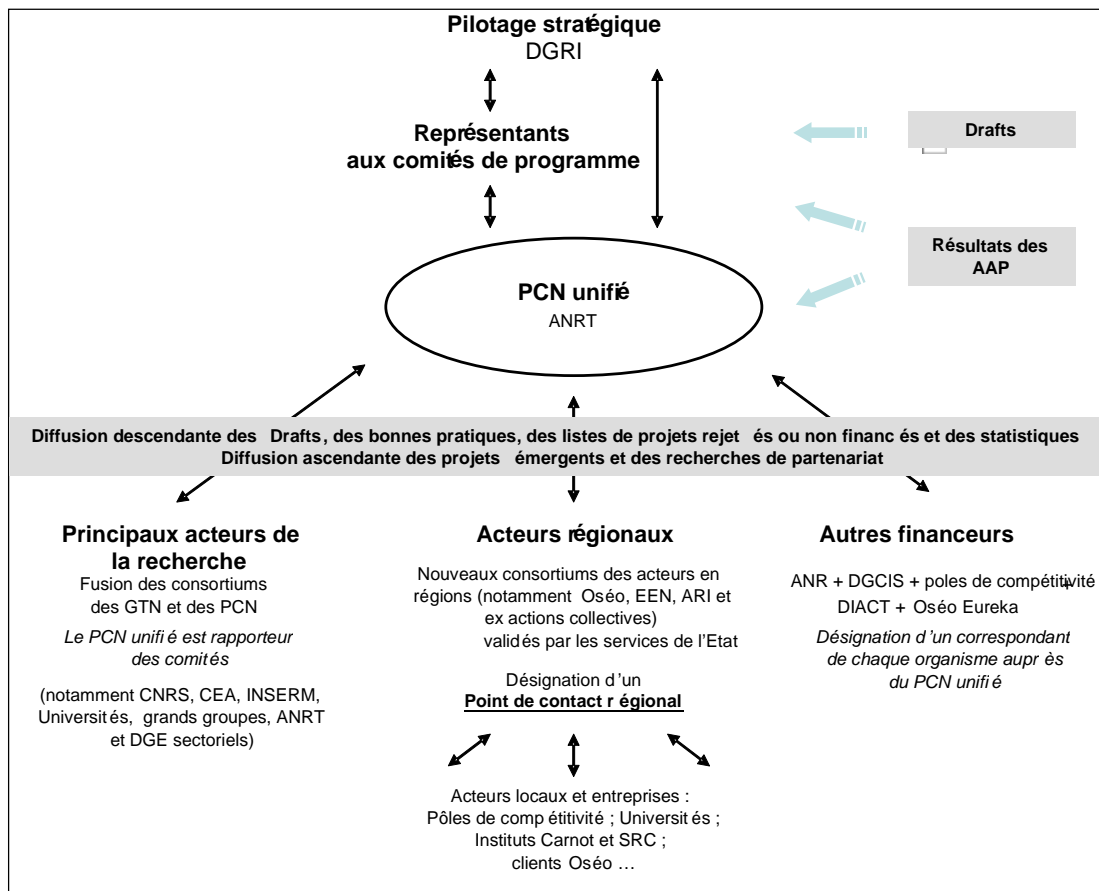 Pilotage stratégique
DGRI
Représentants
aux comités de programme
Drafts
Résultats des
AAP
PCN unifié
ANRT
Diffusion descendante des Drafts, des bonnes pratiques, des listes de projets rejetés ou non financés et des statistiques
Diffusion ascendante des projets émergents et des recherches de partenariat
Principaux acteurs de
la recherche
Fusion des consortiums
des GTN et des PCN
Le PCN unifié est rapporteur
des comités
(notamment CNRS, CEA, INSERM,
Universités, grands groupes, ANRT
et DGE sectoriels)
Acteurs régionaux
Nouveaux consortiums des acteurs en
régions (notamment Oséo, EEN, ARI et
ex actions collectives)
validés par les services de l'Etat
Désignation d'un
Point de contact régional
Acteurs locaux et entreprises :
Pôles de compétitivité ; Universités ;
Instituts Carnot et SRC ;
clients Oséo ...
Autres financeurs
ANR + DGCIS + poles de compétitivité +
DIACT + Oséo Eureka
Désignation d'un correspondant
de chaque organisme auprès
du PCN unifié